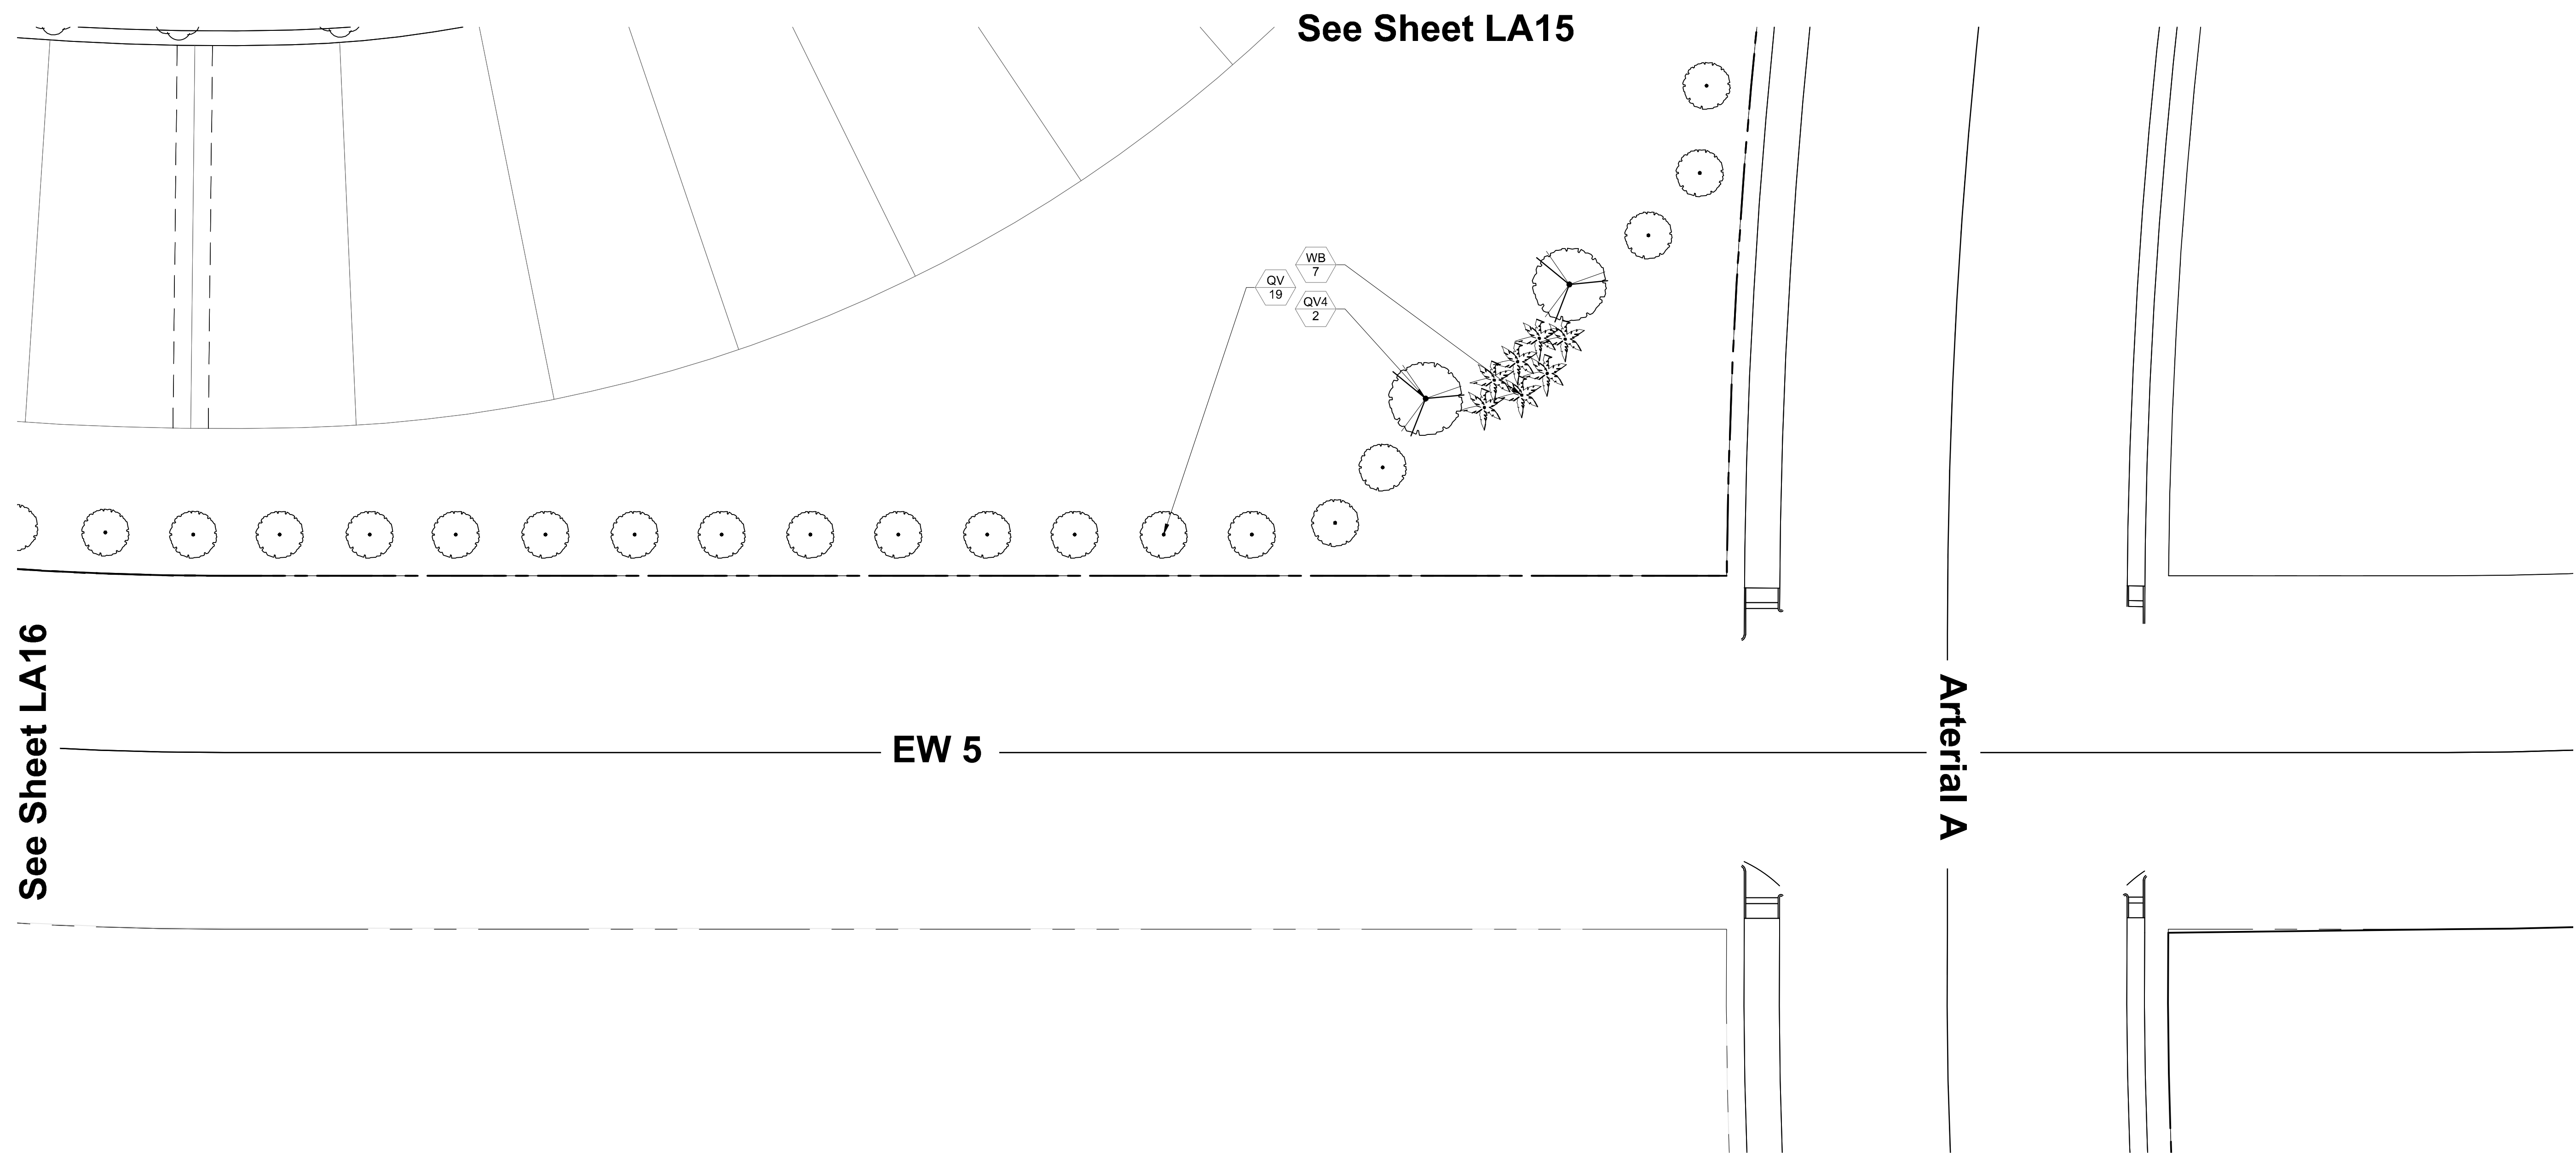 See Sheet LA15
WB
7
QV
19
QV4
2
See Sheet LA16
EW 5
Arterial A